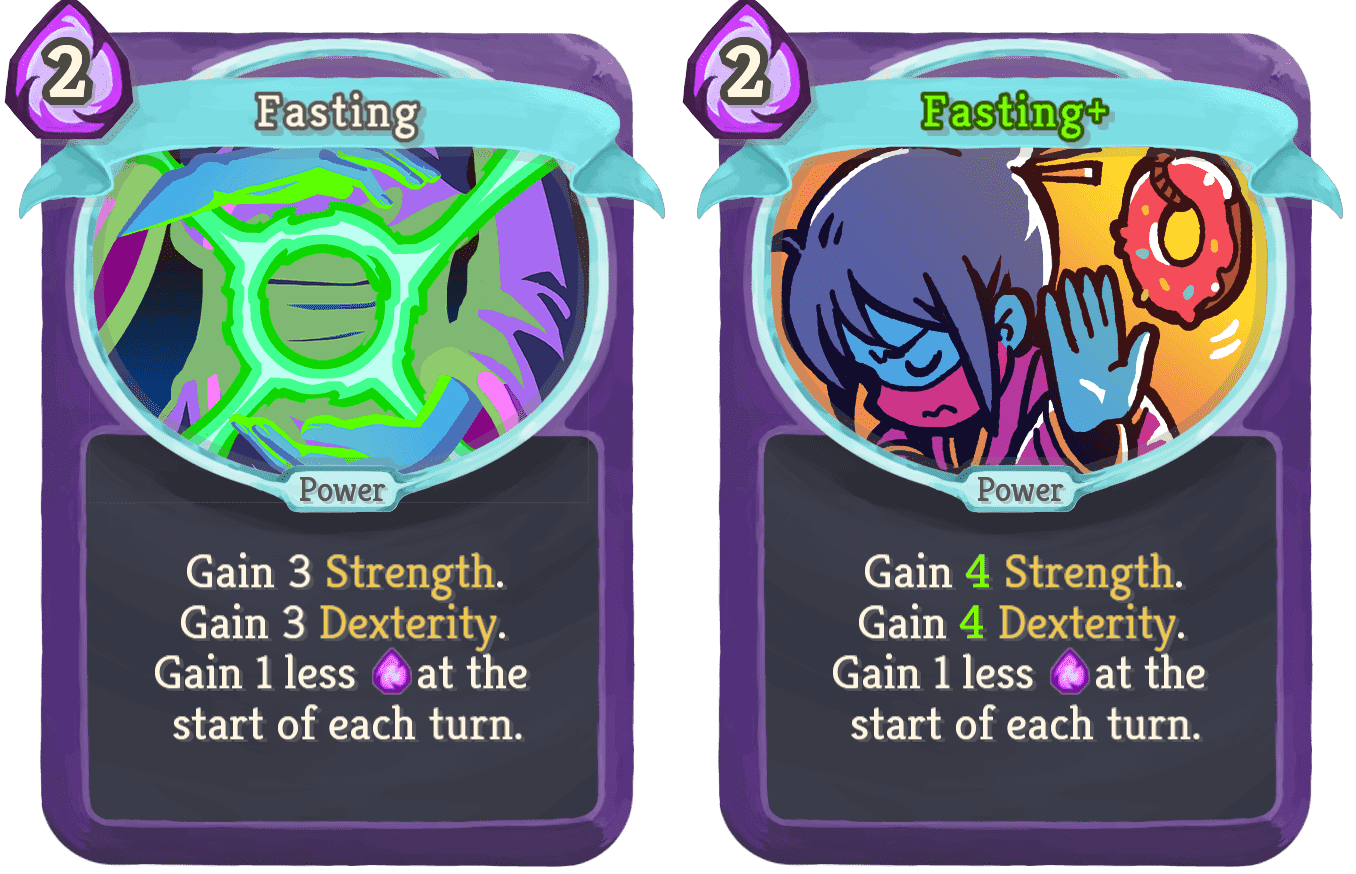 2
Fasting
Power
Gain 3 Strength.
Gain 3 Dexterity.
Gain 1 less at the
start of each turn.
2
Fasting+
Power
Gain 4 Strength.
Gain 4 Dexterity.
Gain 1 less at the
start of each turn.